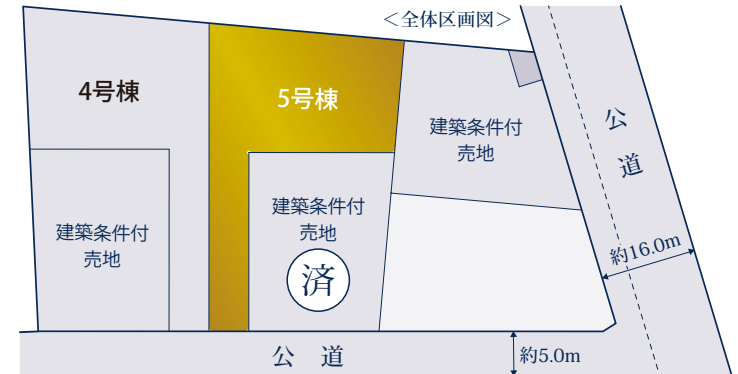 ＜全体区画図＞
4号棟
5号棟
建築条件付
売地
公道
建築条件付
売地
建築条件付
売地
済
約16.0m
公道
約5.0m